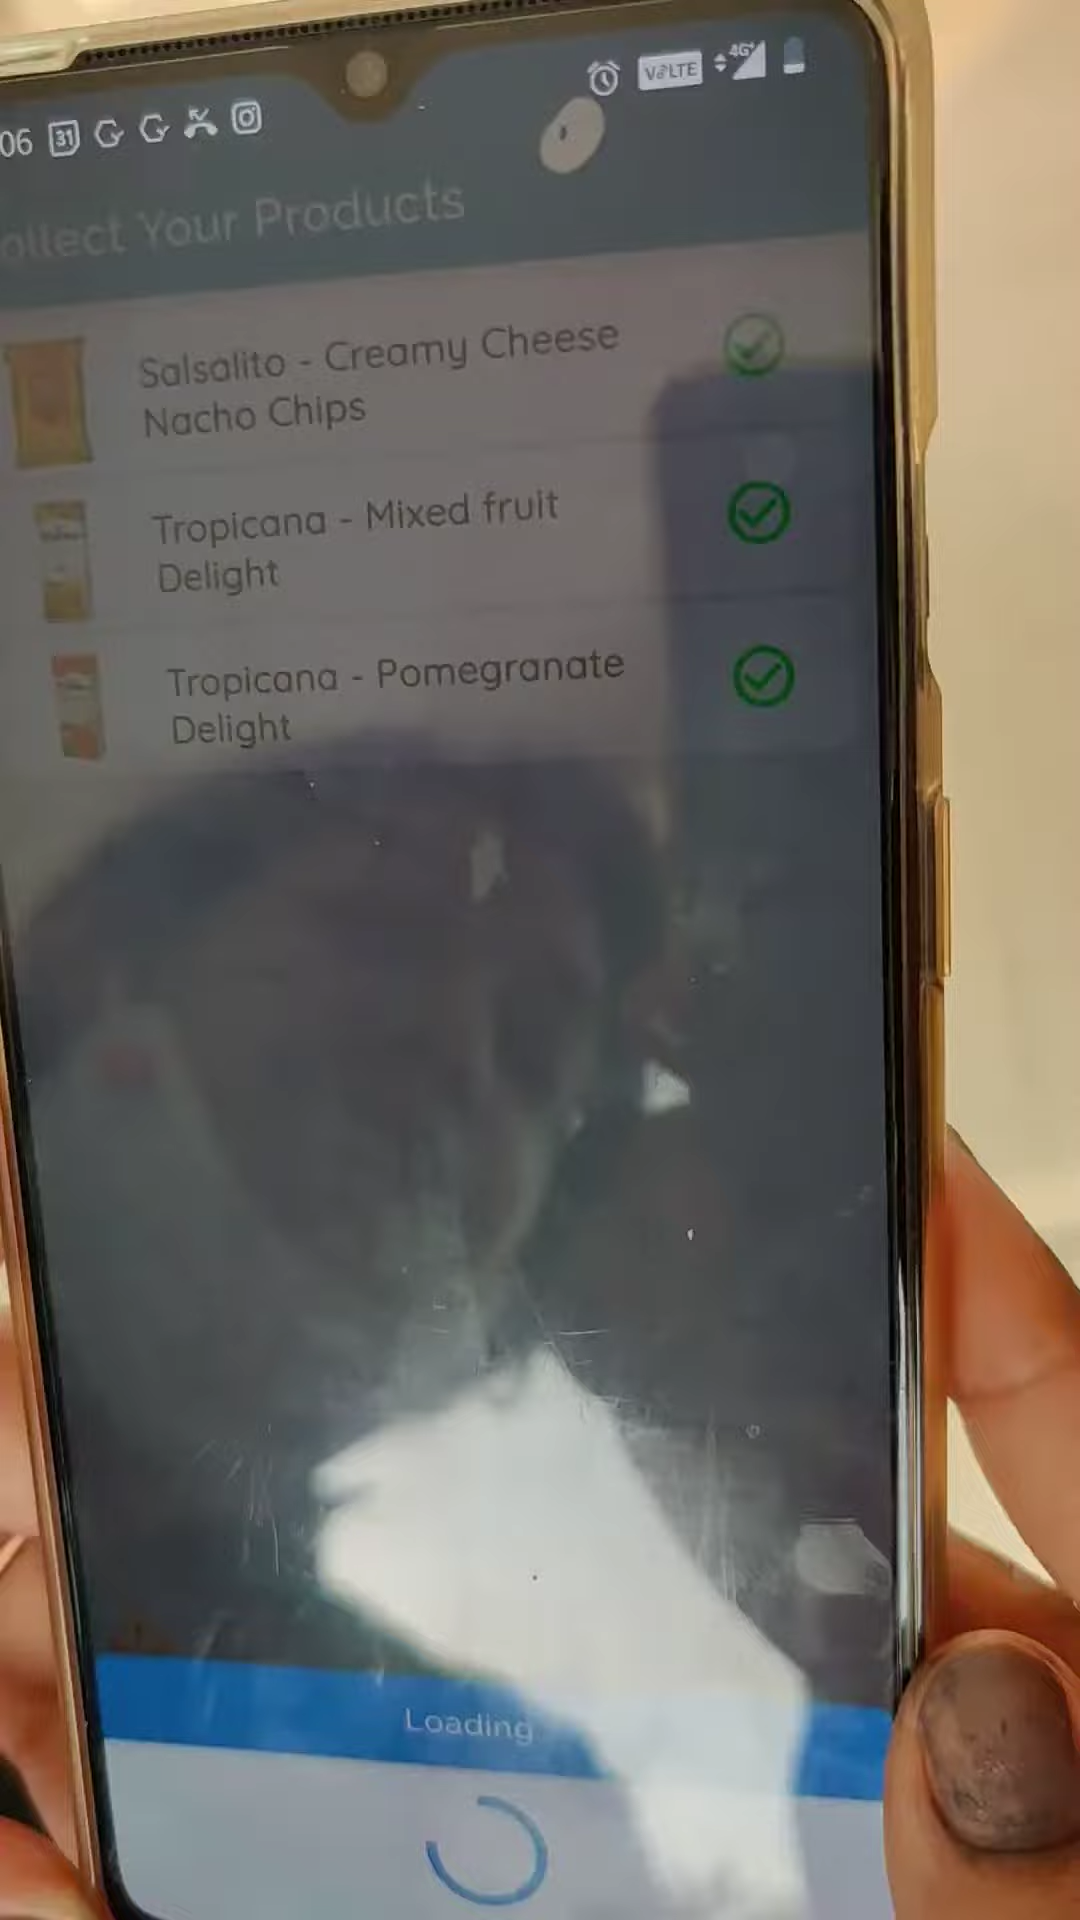 06 31
VoLTE 4G+
ollect Your Products
Salsalito - Creamy Cheese
Nacho Chips
Tropicana - Mixed fruit
Delight
Tropicana - Pomegranate
Delight
Loading